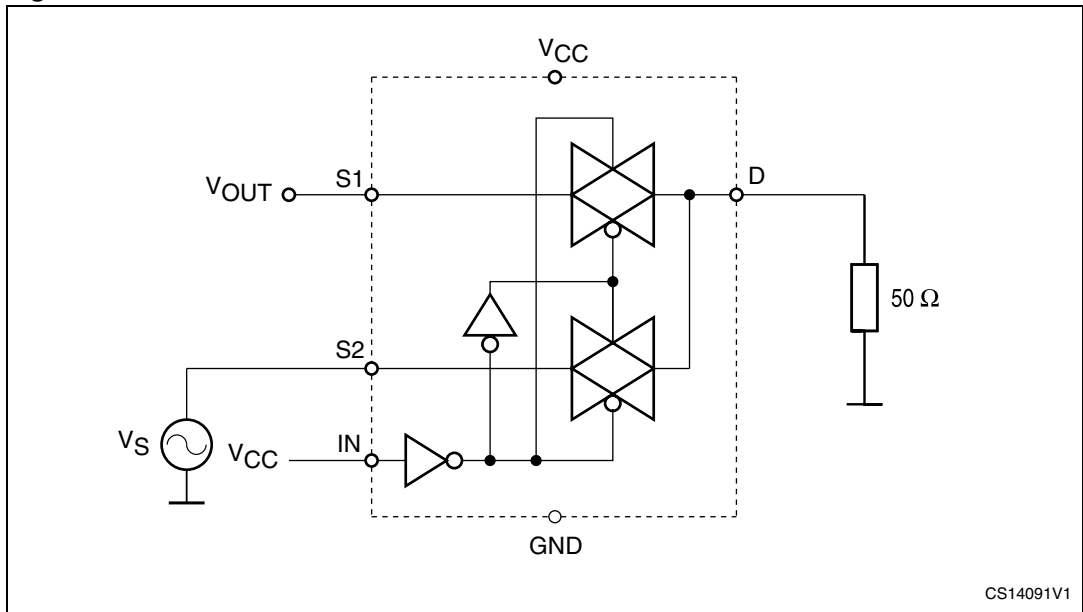 VCC
VOUT
S1
D
50 Ω
S2
VS
VCC
IN
GND
CS14091V1